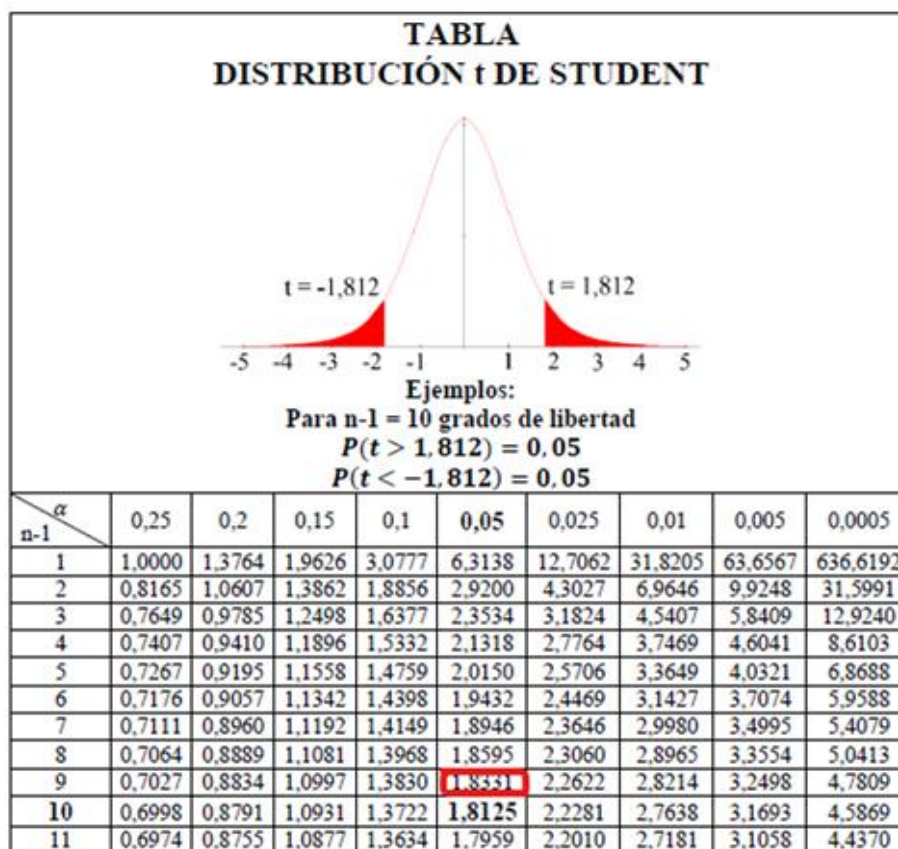 TABLA
DISTRIBUCIÓN t DE STUDENT
t = -1,812 t = 1,812
-5 -4 -3 -2 -1 1 2 3 4 5
Ejemplos:
Para n-1 = 10 grados de libertad
P(t > 1,812) = 0,05
P(t < −1,812) = 0,05
α
n-1 0,25 0,2 0,15 0,1 0,05 0,025 0,01 0,005 0,0005
1 1,0000 1,3764 1,9626 3,0777 6,3138 12,7062 31,8205 63,6567 636,6192
2 0,8165 1,0607 1,3862 1,8856 2,9200 4,3027 6,9646 9,9248 31,5991
3 0,7649 0,9785 1,2498 1,6377 2,3534 3,1824 4,5407 5,8409 12,9240
4 0,7407 0,9410 1,1896 1,5332 2,1318 2,7764 3,7469 4,6041 8,6103
5 0,7267 0,9195 1,1558 1,4759 2,0150 2,5706 3,3649 4,0321 6,8688
6 0,7176 0,9057 1,1342 1,4398 1,9432 2,4469 3,1427 3,7074 5,9588
7 0,7111 0,8960 1,1192 1,4149 1,8946 2,3646 2,9980 3,4995 5,4079
8 0,7064 0,8889 1,1081 1,3968 1,8595 2,3060 2,8965 3,3554 5,0413
9 0,7027 0,8834 1,0997 1,3830 1,8331 2,2622 2,8214 3,2498 4,7809
10 0,6998 0,8791 1,0931 1,3722 1,8125 2,2281 2,7638 3,1693 4,5869
11 0,6974 0,8755 1,0877 1,3634 1,7959 2,2010 2,7181 3,1058 4,4370